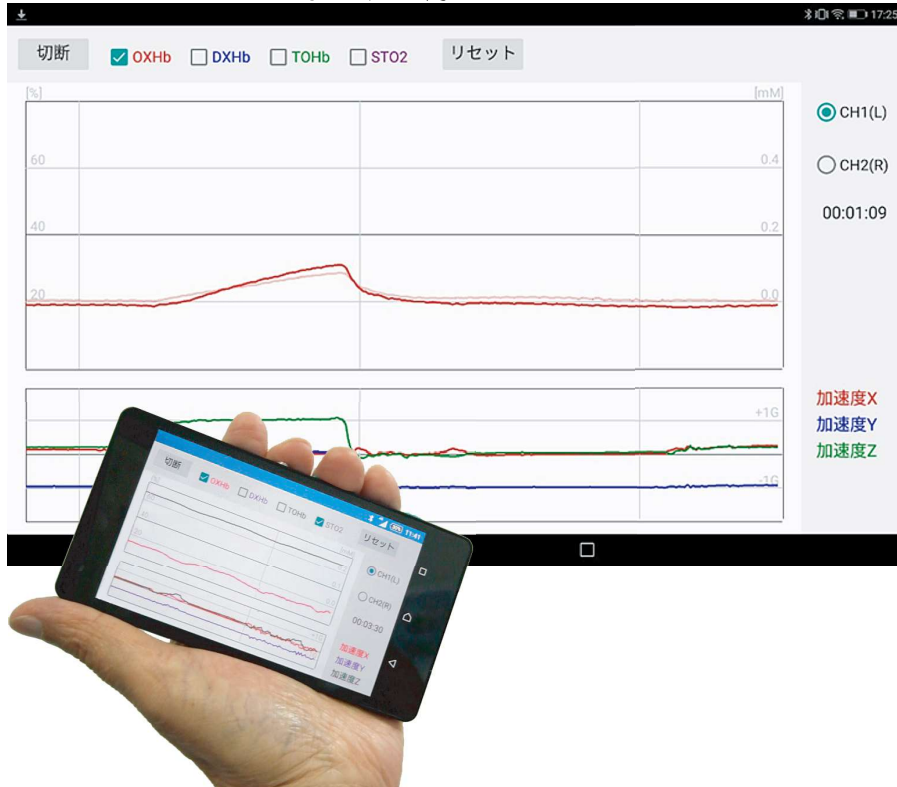 17:25
切断 OXHb DXHb TOHb STO2 リセット
[%] [mM]
CH1(L)
60 0.4
CH2(R)
00:01:09
40 0.2
20 0.0
加速度X
+1G
加速度Y
加速度Z
-1G
11:41
切断 OXHb DXHb TOHb STO2 リセット
CH1(L)
CH2(R)
00:03:30
加速度X
加速度Y
加速度Z